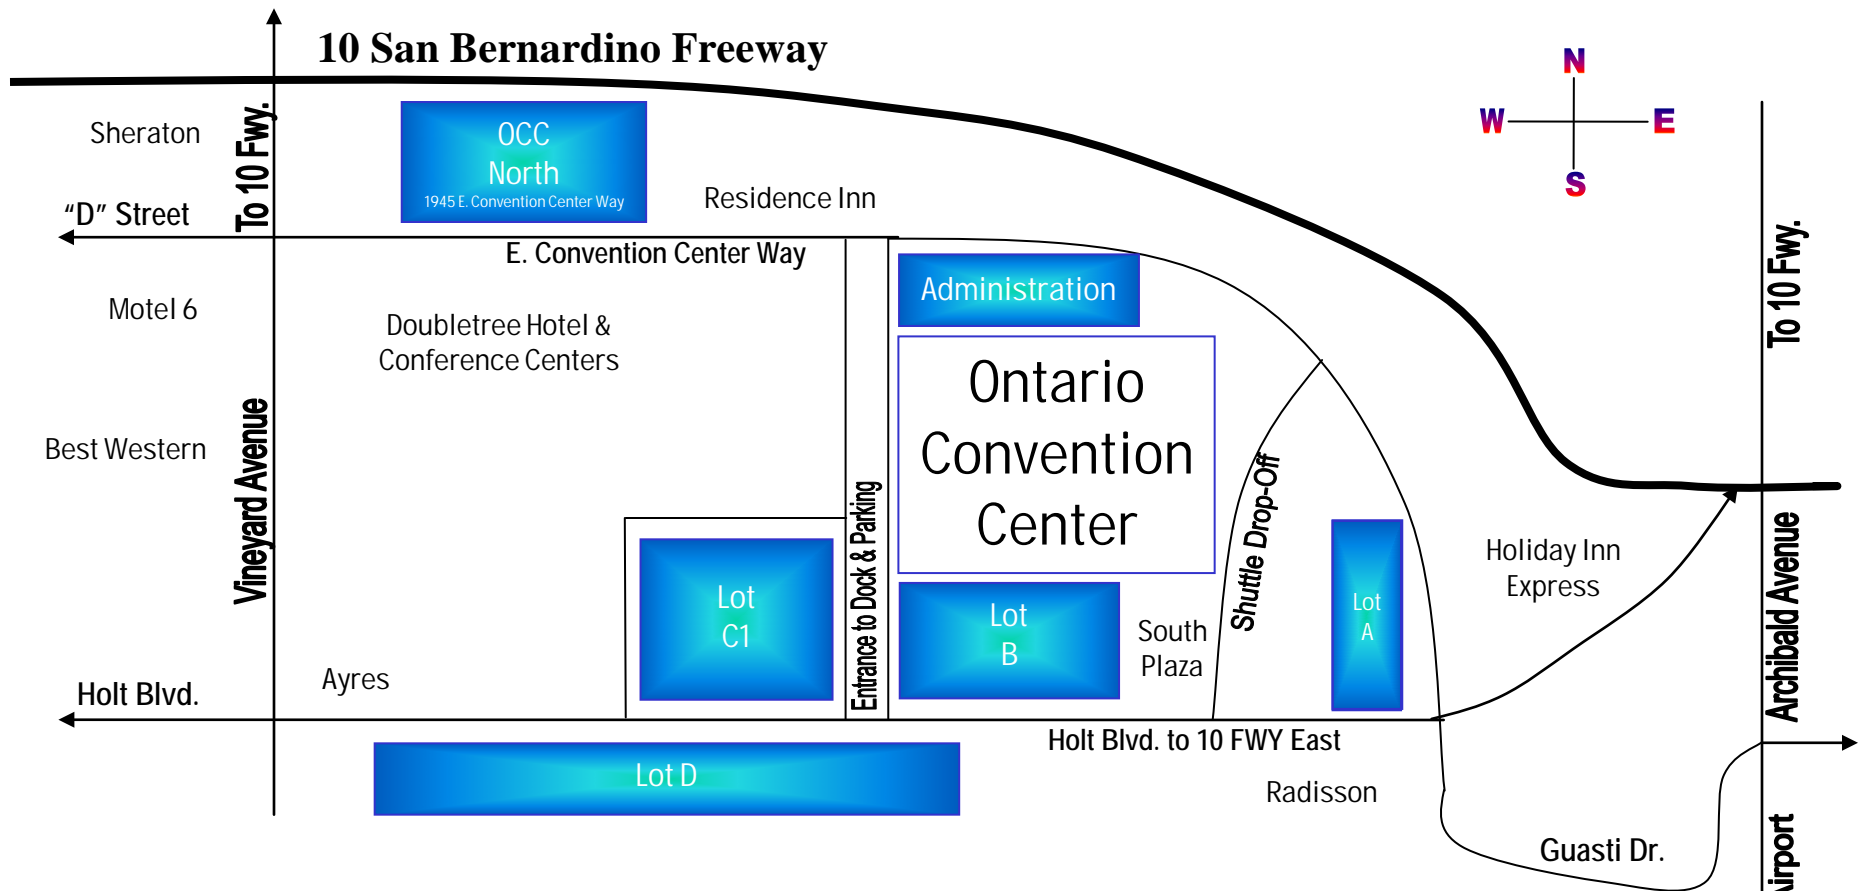 10 San Bernardino Freeway
N
W
E
S
Sheraton
To 10 Fwy.
OCC
North
1945 E. Convention Center Way
Residence Inn
“D” Street
E. Convention Center Way
To 10 Fwy.
Motel 6
Doubletree Hotel &
Conference Centers
Administration
Ontario
Convention
Center
Best Western
Vineyard Avenue
Entrance to Dock & Parking
Shuttle Drop-Off
Holiday Inn
Express
Archibald Avenue
Lot
C1
Lot
B
South
Plaza
Lot
A
Ayres
Holt Blvd.
Holt Blvd. to 10 FWY East
Lot D
Radisson
Guasti Dr.
Airport